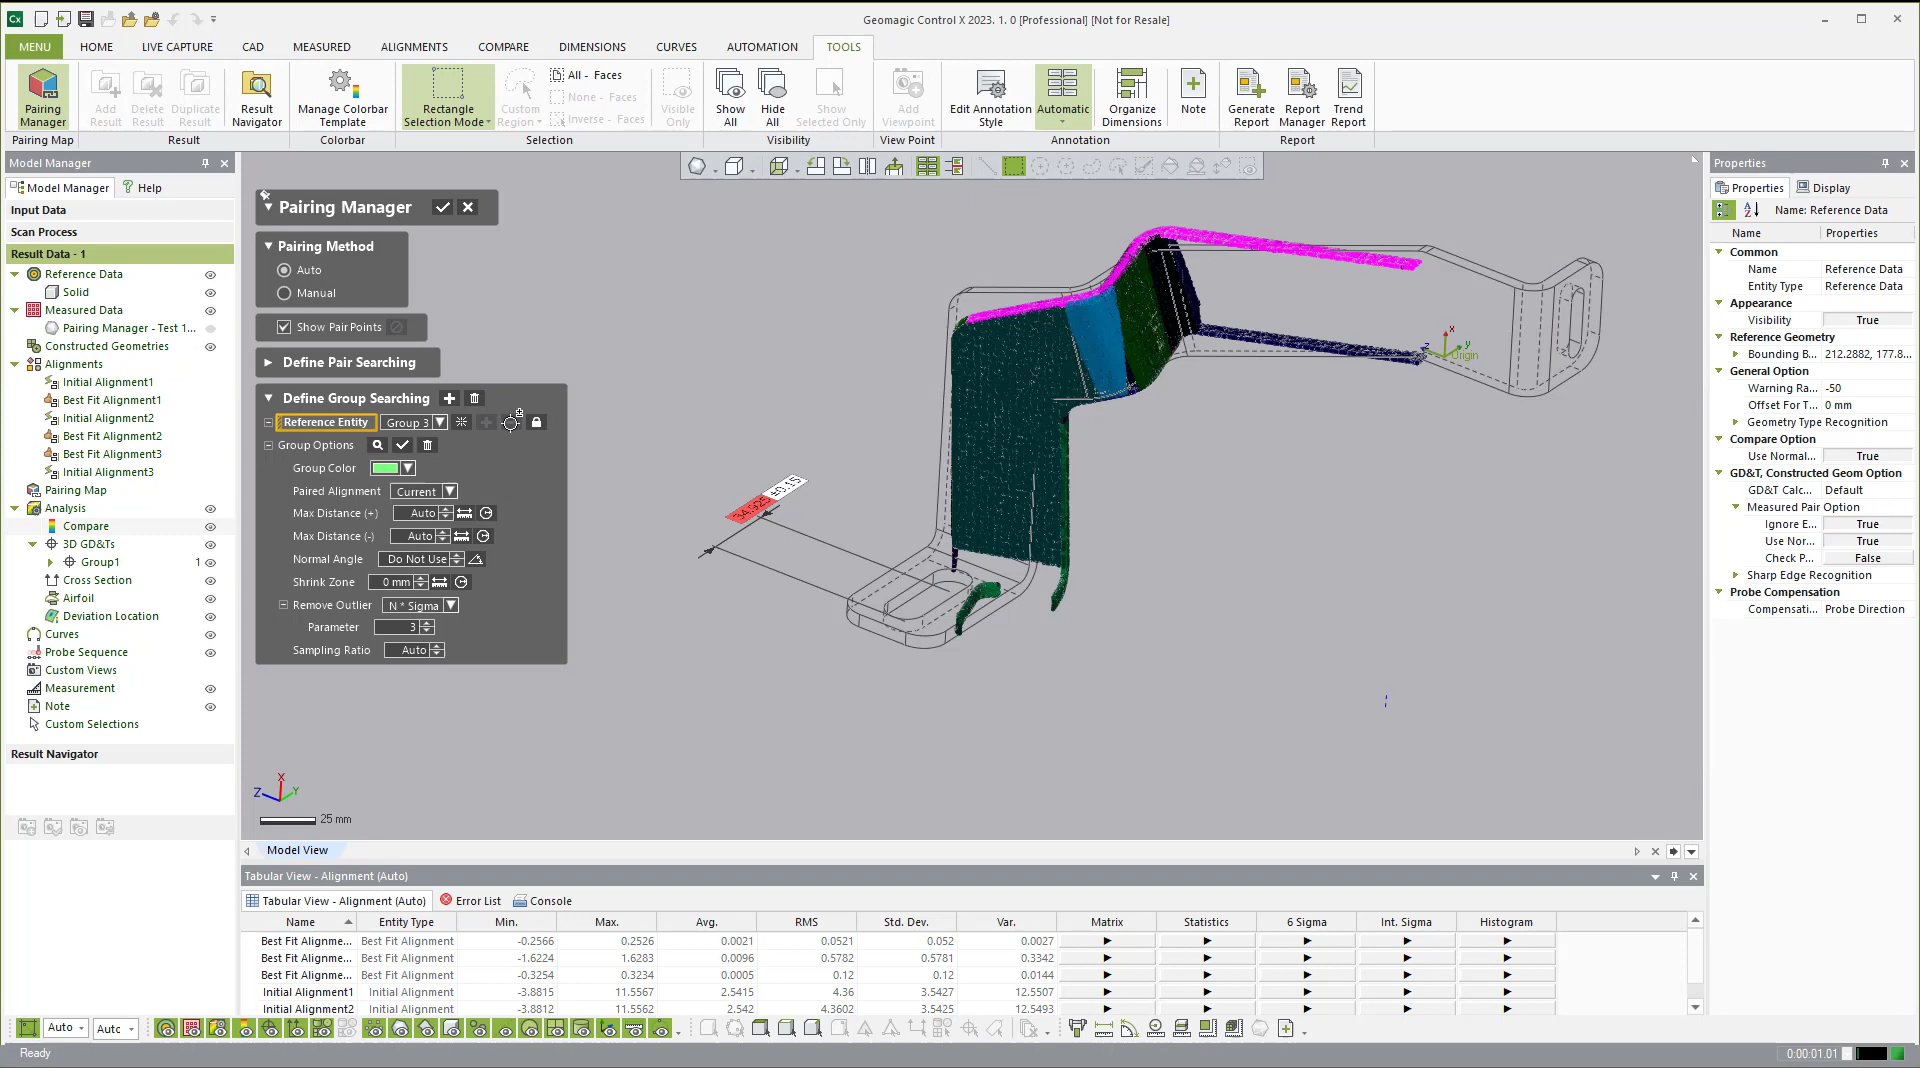 Geomagic Control X 2023. 1. 0 [Professional] [Not for Resale]
MENU HOME LIVE CAPTURE CAD MEASURED ALIGNMENTS COMPARE DIMENSIONS CURVES AUTOMATION TOOLS
Pairing Manager
Add Result
Delete Result
Duplicate Result
Result Navigator
Manage Colorbar Template
Rectangle Selection Mode
Custom Region
All - Faces
None - Faces
Inverse - Faces
Visible Only
Show All
Hide All
Show Selected Only
Add Viewpoint
Edit Annotation Style
Automatic
Organize Dimensions
Note
Generate Report
Report Manager
Trend Report
Pairing Map Result Colorbar Selection Visibility View Point Annotation Report
Model Manager
Model Manager Help
Input Data
Scan Process
Result Data - 1
Reference Data
Solid
Measured Data
Pairing Manager - Test 1...
Constructed Geometries
Alignments
Initial Alignment1
Best Fit Alignment1
Initial Alignment2
Best Fit Alignment2
Best Fit Alignment3
Initial Alignment3
Pairing Map
Analysis
Compare
3D GD&Ts
Group1 1
Cross Section
Airfoil
Deviation Location
Curves
Probe Sequence
Custom Views
Measurement
Note
Custom Selections
Result Navigator
Pairing Manager
Pairing Method
Auto
Manual
Show Pair Points
Define Pair Searching
Define Group Searching
Reference Entity Group 3
Group Options
Group Color
Paired Alignment Current
Max Distance (+) Auto
Max Distance (-) Auto
Normal Angle Do Not Use
Shrink Zone 0 mm
Remove Outlier N * Sigma
Parameter 3
Sampling Ratio Auto
34.925 ±0.15
x
z y
Origin
X
Z Y
25 mm
Model View
Properties
Properties Display
Name: Reference Data
Name Properties
Common
Name Reference Data
Entity Type Reference Data
Appearance
Visibility True
Reference Geometry
Bounding B... 212.2882, 177.8...
General Option
Warning Ra... -50
Offset For T... 0 mm
Geometry Type Recognition
Compare Option
Use Normal... True
GD&T, Constructed Geom Option
GD&T Calc... Default
Measured Pair Option
Ignore E... True
Use Nor... True
Check P... False
Sharp Edge Recognition
Probe Compensation
Compensati... Probe Direction
Tabular View - Alignment (Auto)
Tabular View - Alignment (Auto) Error List Console
Name Entity Type Min. Max. Avg. RMS Std. Dev. Var. Matrix Statistics 6 Sigma Int. Sigma Histogram
Best Fit Alignme... Best Fit Alignment -0.2566 0.2526 0.0021 0.0521 0.052 0.0027
Best Fit Alignme... Best Fit Alignment -1.6224 1.6283 0.0096 0.5782 0.5781 0.3342
Best Fit Alignme... Best Fit Alignment -0.3254 0.3234 0.0005 0.12 0.12 0.0144
Initial Alignment1 Initial Alignment -3.8815 11.5567 2.5415 4.36 3.5427 12.5507
Initial Alignment2 Initial Alignment -3.8812 11.5562 2.542 4.3602 3.5425 12.5493
Auto Autc
Ready
0:00:01.01